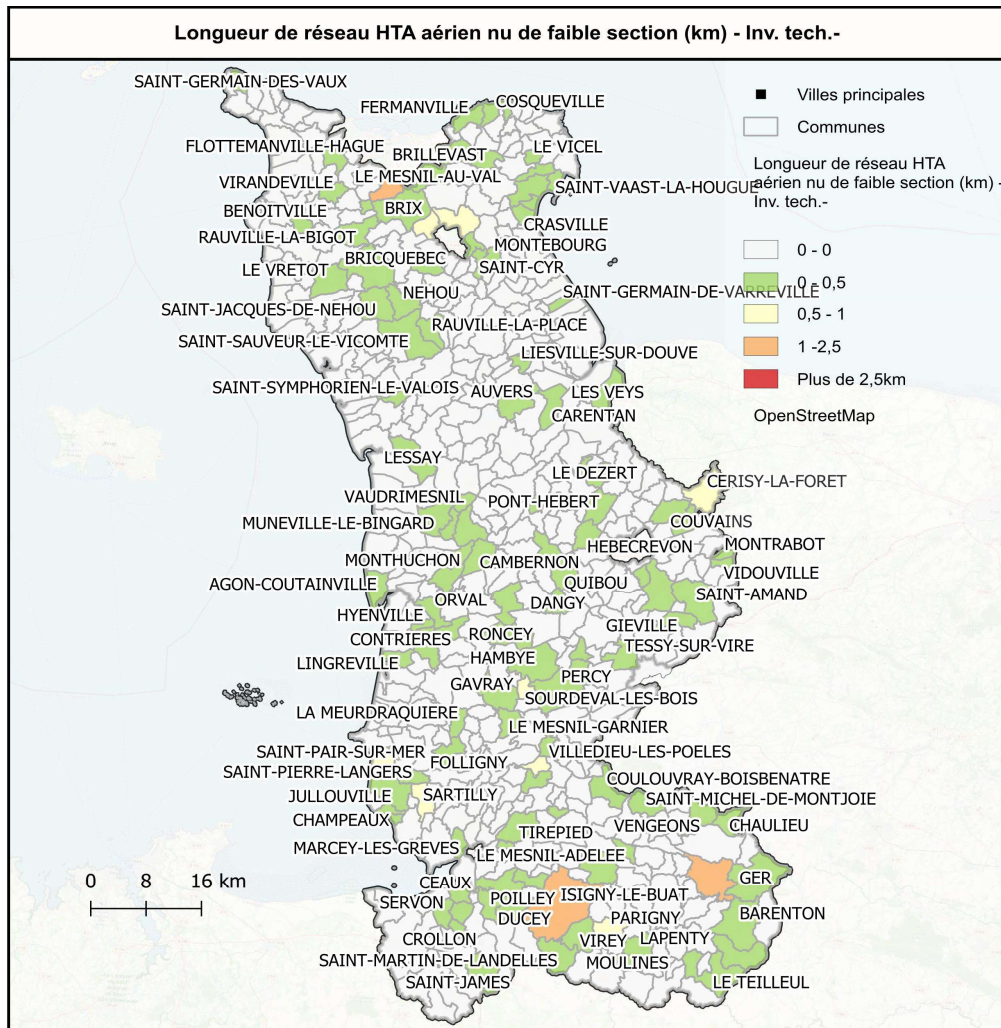 Longueur de réseau HTA aérien nu de faible section (km) - Inv. tech.-
SAINT-GERMAIN-DES-VAUX
FERMANVILLE
COSQUEVILLE
FLOTTEMANVILLE-HAGUE
BRILLEVAST
LE VICEL
LE MESNIL-AU-VAL
VIRANDEVILLE
SAINT-VAAST-LA-HOUGUE
BENOITVILLE
BRIX
CRASVILLE
RAUVILLE-LA-BIGOT
MONTEBOURG
BRICQUEBEC
LE VRETOT
SAINT-CYR
NEHOU
SAINT-GERMAIN-DE-VARREVILLE
SAINT-JACQUES-DE-NEHOU
RAUVILLE-LA-PLACE
SAINT-SAUVEUR-LE-VICOMTE
LIESVILLE-SUR-DOUVE
SAINT-SYMPHORIEN-LE-VALOIS
AUVERS
LES VEYS
CARENTAN
LESSAY
LE DEZERT
CERISY-LA-FORET
VAUDRIMESNIL
PONT-HEBERT
MUNEVILLE-LE-BINGARD
COUVAINS
HEBECREVON
MONTRABOT
MONTHUCHON
CAMBERNON
VIDOUVILLE
AGON-COUTAINVILLE
QUIBOU
SAINT-AMAND
ORVAL
DANGY
HYENVILLE
GIEVILLE
CONTRIERES
RONCEY
TESSY-SUR-VIRE
LINGREVILLE
HAMBYE
PERCY
GAVRAY
SOURDEVAL-LES-BOIS
LA MEURDRAQUIERE
LE MESNIL-GARNIER
SAINT-PAIR-SUR-MER
VILLEDIEU-LES-POELES
FOLLIGNY
SAINT-PIERRE-LANGERS
COULOUVRAY-BOISBENATRE
JULLOUVILLE
SARTILLY
SAINT-MICHEL-DE-MONTJOIE
CHAMPEAUX
VENGEONS
CHAULIEU
TIREPIED
MARCEY-LES-GREVES
LE MESNIL-ADELEE
CEAUX
GER
SERVON
POILLEY
ISIGNY-LE-BUAT
DUCEY
PARIGNY
BARENTON
CROLLON
VIREY
LAPENTY
SAINT-MARTIN-DE-LANDELLES
MOULINES
SAINT-JAMES
LE-TEILLEUL
0 8 16 km
Villes principales
Communes
Longueur de réseau HTA
aérien nu de faible section (km) -
Inv. tech.-
0 - 0
0 - 0,5
0,5 - 1
1 -2,5
Plus de 2,5km
OpenStreetMap